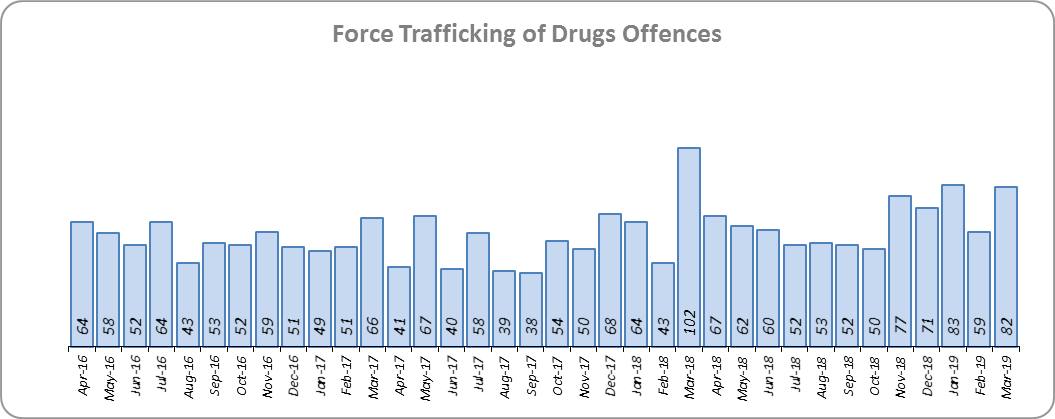 Force Trafficking of Drugs Offences
64 58 52 64 43 53 52 59 51 49 51 66 41 67 40 58 39 38 54 50 68 64 43 102 67 62 60 52 53 52 50 77 71 83 59 82
Apr-16 May-16 Jun-16 Jul-16 Aug-16 Sep-16 Oct-16 Nov-16 Dec-16 Jan-17 Feb-17 Mar-17 Apr-17 May-17 Jun-17 Jul-17 Aug-17 Sep-17 Oct-17 Nov-17 Dec-17 Jan-18 Feb-18 Mar-18 Apr-18 May-18 Jun-18 Jul-18 Aug-18 Sep-18 Oct-18 Nov-18 Dec-18 Jan-19 Feb-19 Mar-19